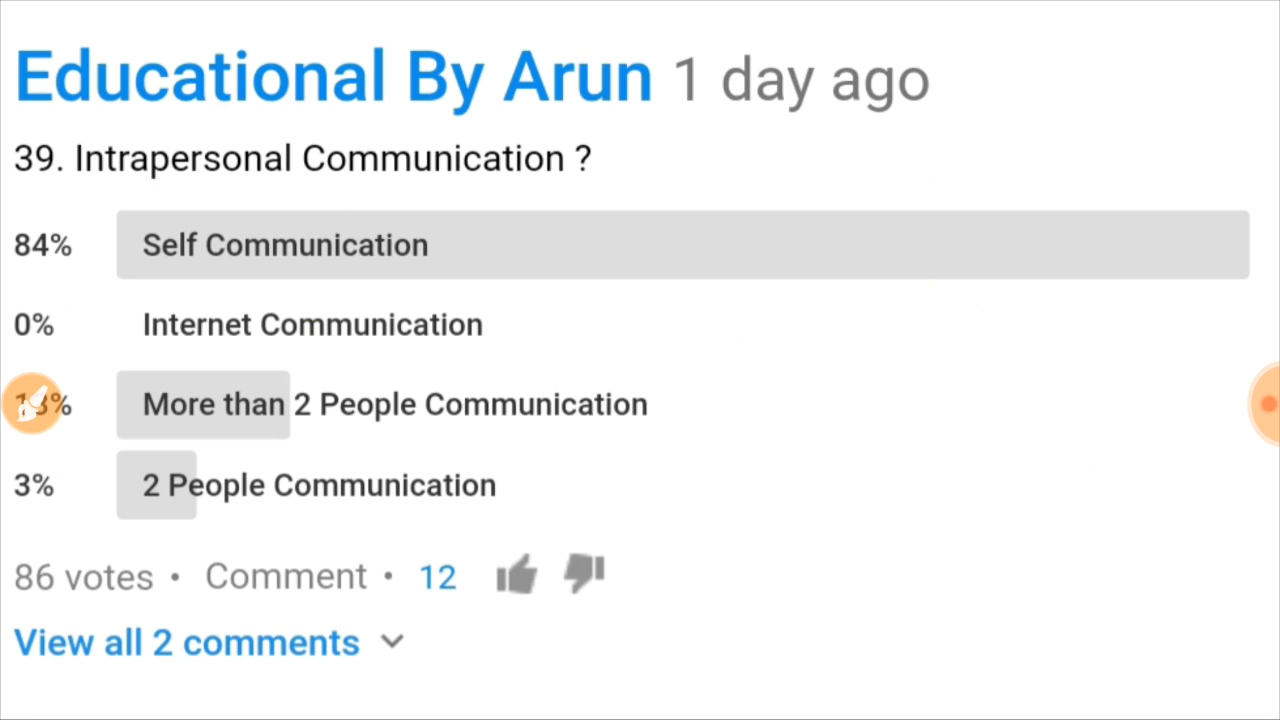 Educational By Arun 1 day ago
39. Intrapersonal Communication ?
84% Self Communication
0% Internet Communication
13% More than 2 People Communication
3% 2 People Communication
86 votes • Comment • 12
View all 2 comments